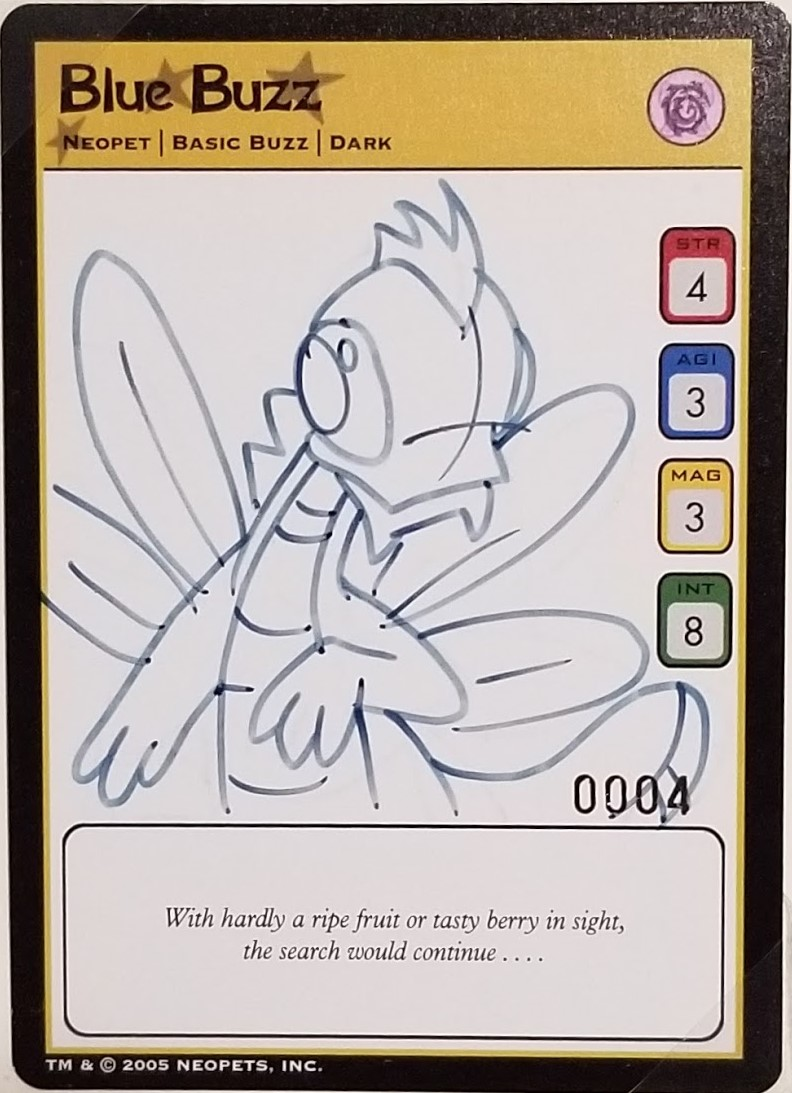 Blue Buzz
NEOPET | BASIC BUZZ | DARK
STR
4
AGI
3
MAG
3
INT
8
0004
With hardly a ripe fruit or tasty berry in sight,
the search would continue . . . .
TM & © 2005 NEOPETS, INC.